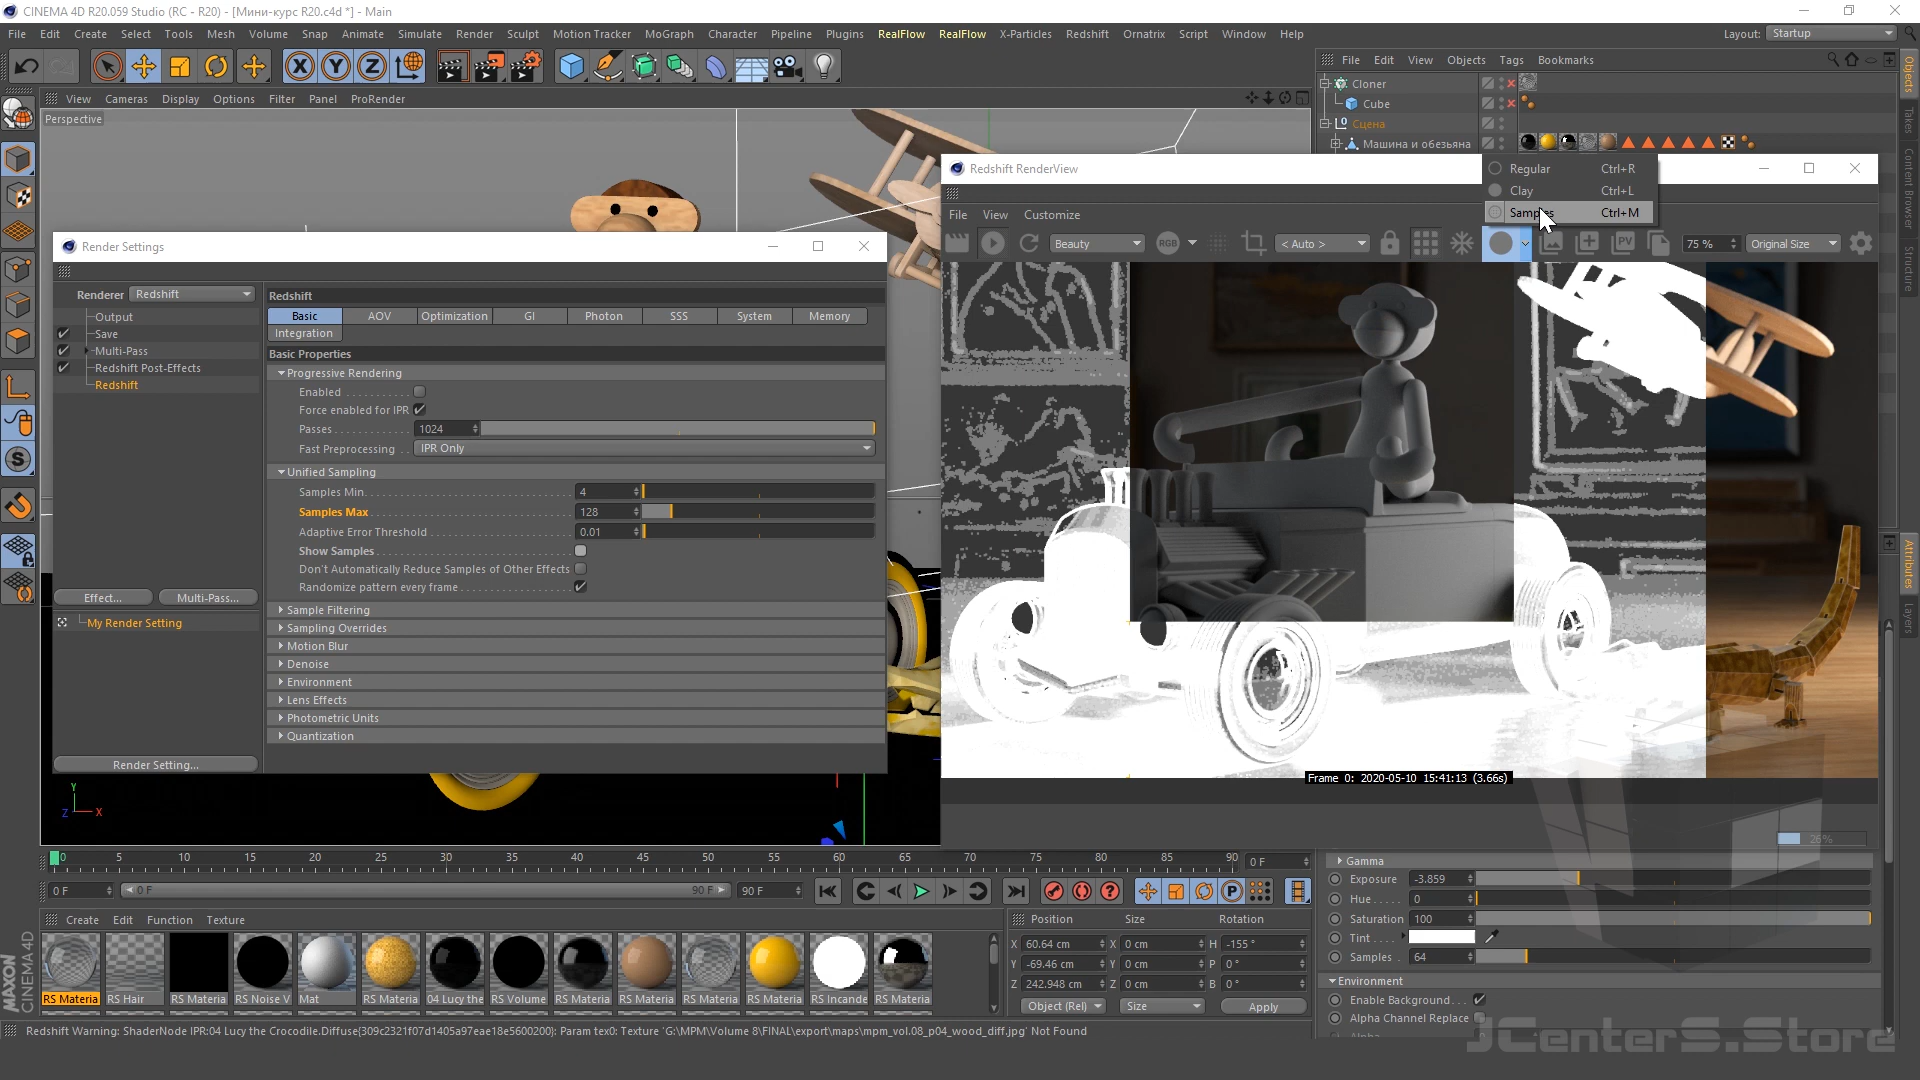 CINEMA 4D R20.059 Studio (RC - R20) - [Мини-курс R20.c4d *] - Main
File Edit Create Select Tools Mesh Volume Snap Animate Simulate Render Sculpt Motion Tracker MoGraph Character Pipeline Plugins RealFlow RealFlow X-Particles Redshift Ornatrix Script Window Help
Layout: Startup
File Edit View Objects Tags Bookmarks
Cloner
Cube
Сцена
Машина и обезьяна
View Cameras Display Options Filter Panel ProRender
Perspective
Redshift RenderView
Regular Ctrl+R
Clay Ctrl+L
Samples Ctrl+M
File View Customize
Beauty RGB < Auto > PV 75 % Original Size
Render Settings
Renderer Redshift
Output
Save
Multi-Pass
Redshift Post-Effects
Redshift
Effect... Multi-Pass...
My Render Setting
Render Setting...
Redshift
Basic AOV Optimization GI Photon SSS System Memory
Integration
Basic Properties
Progressive Rendering
Enabled
Force enabled for IPR
Passes 1024
Fast Preprocessing IPR Only
Unified Sampling
Samples Min 4
Samples Max 128
Adaptive Error Threshold 0.01
Show Samples
Don't Automatically Reduce Samples of Other Effects
Randomize pattern every frame
Sample Filtering
Sampling Overrides
Motion Blur
Denoise
Environment
Lens Effects
Photometric Units
Quantization
Frame 0: 2020-05-10 15:41:13 (3.66s)
26%
Y
Z X
0 5 10 15 20 25 30 35 40 45 50 55 60 65 70 75 80 85 90 0 F
0 F 0 F 90 F 90 F
Create Edit Function Texture
RS Materia RS Hair RS Materia RS Noise V Mat RS Materia 04 Lucy the RS Volume RS Materia RS Materia RS Materia RS Materia RS Incande RS Materia
Position Size Rotation
X 60.64 cm X 0 cm H -155 °
Y -69.46 cm Y 0 cm P 0 °
Z 242.948 cm Z 0 cm B 0 °
Object (Rel) Size Apply
Gamma
Exposure -3.859
Hue 0
Saturation 100
Tint
Samples 64
Environment
Enable Background
Alpha Channel Replace
Objects
Takes
Content Browser
Structure
Attributes
Layers
MAXON
CINEMA 4D
Redshift Warning: ShaderNode IPR:04 Lucy the Crocodile.Diffuse{309c2321f07d1405a97eae18e5600200}: Param tex0: Texture 'G:\MPM\Volume 8\FINAL\export\maps\mpm_vol.08_p04_wood_diff.jpg' Not Found
JCenterS.Store